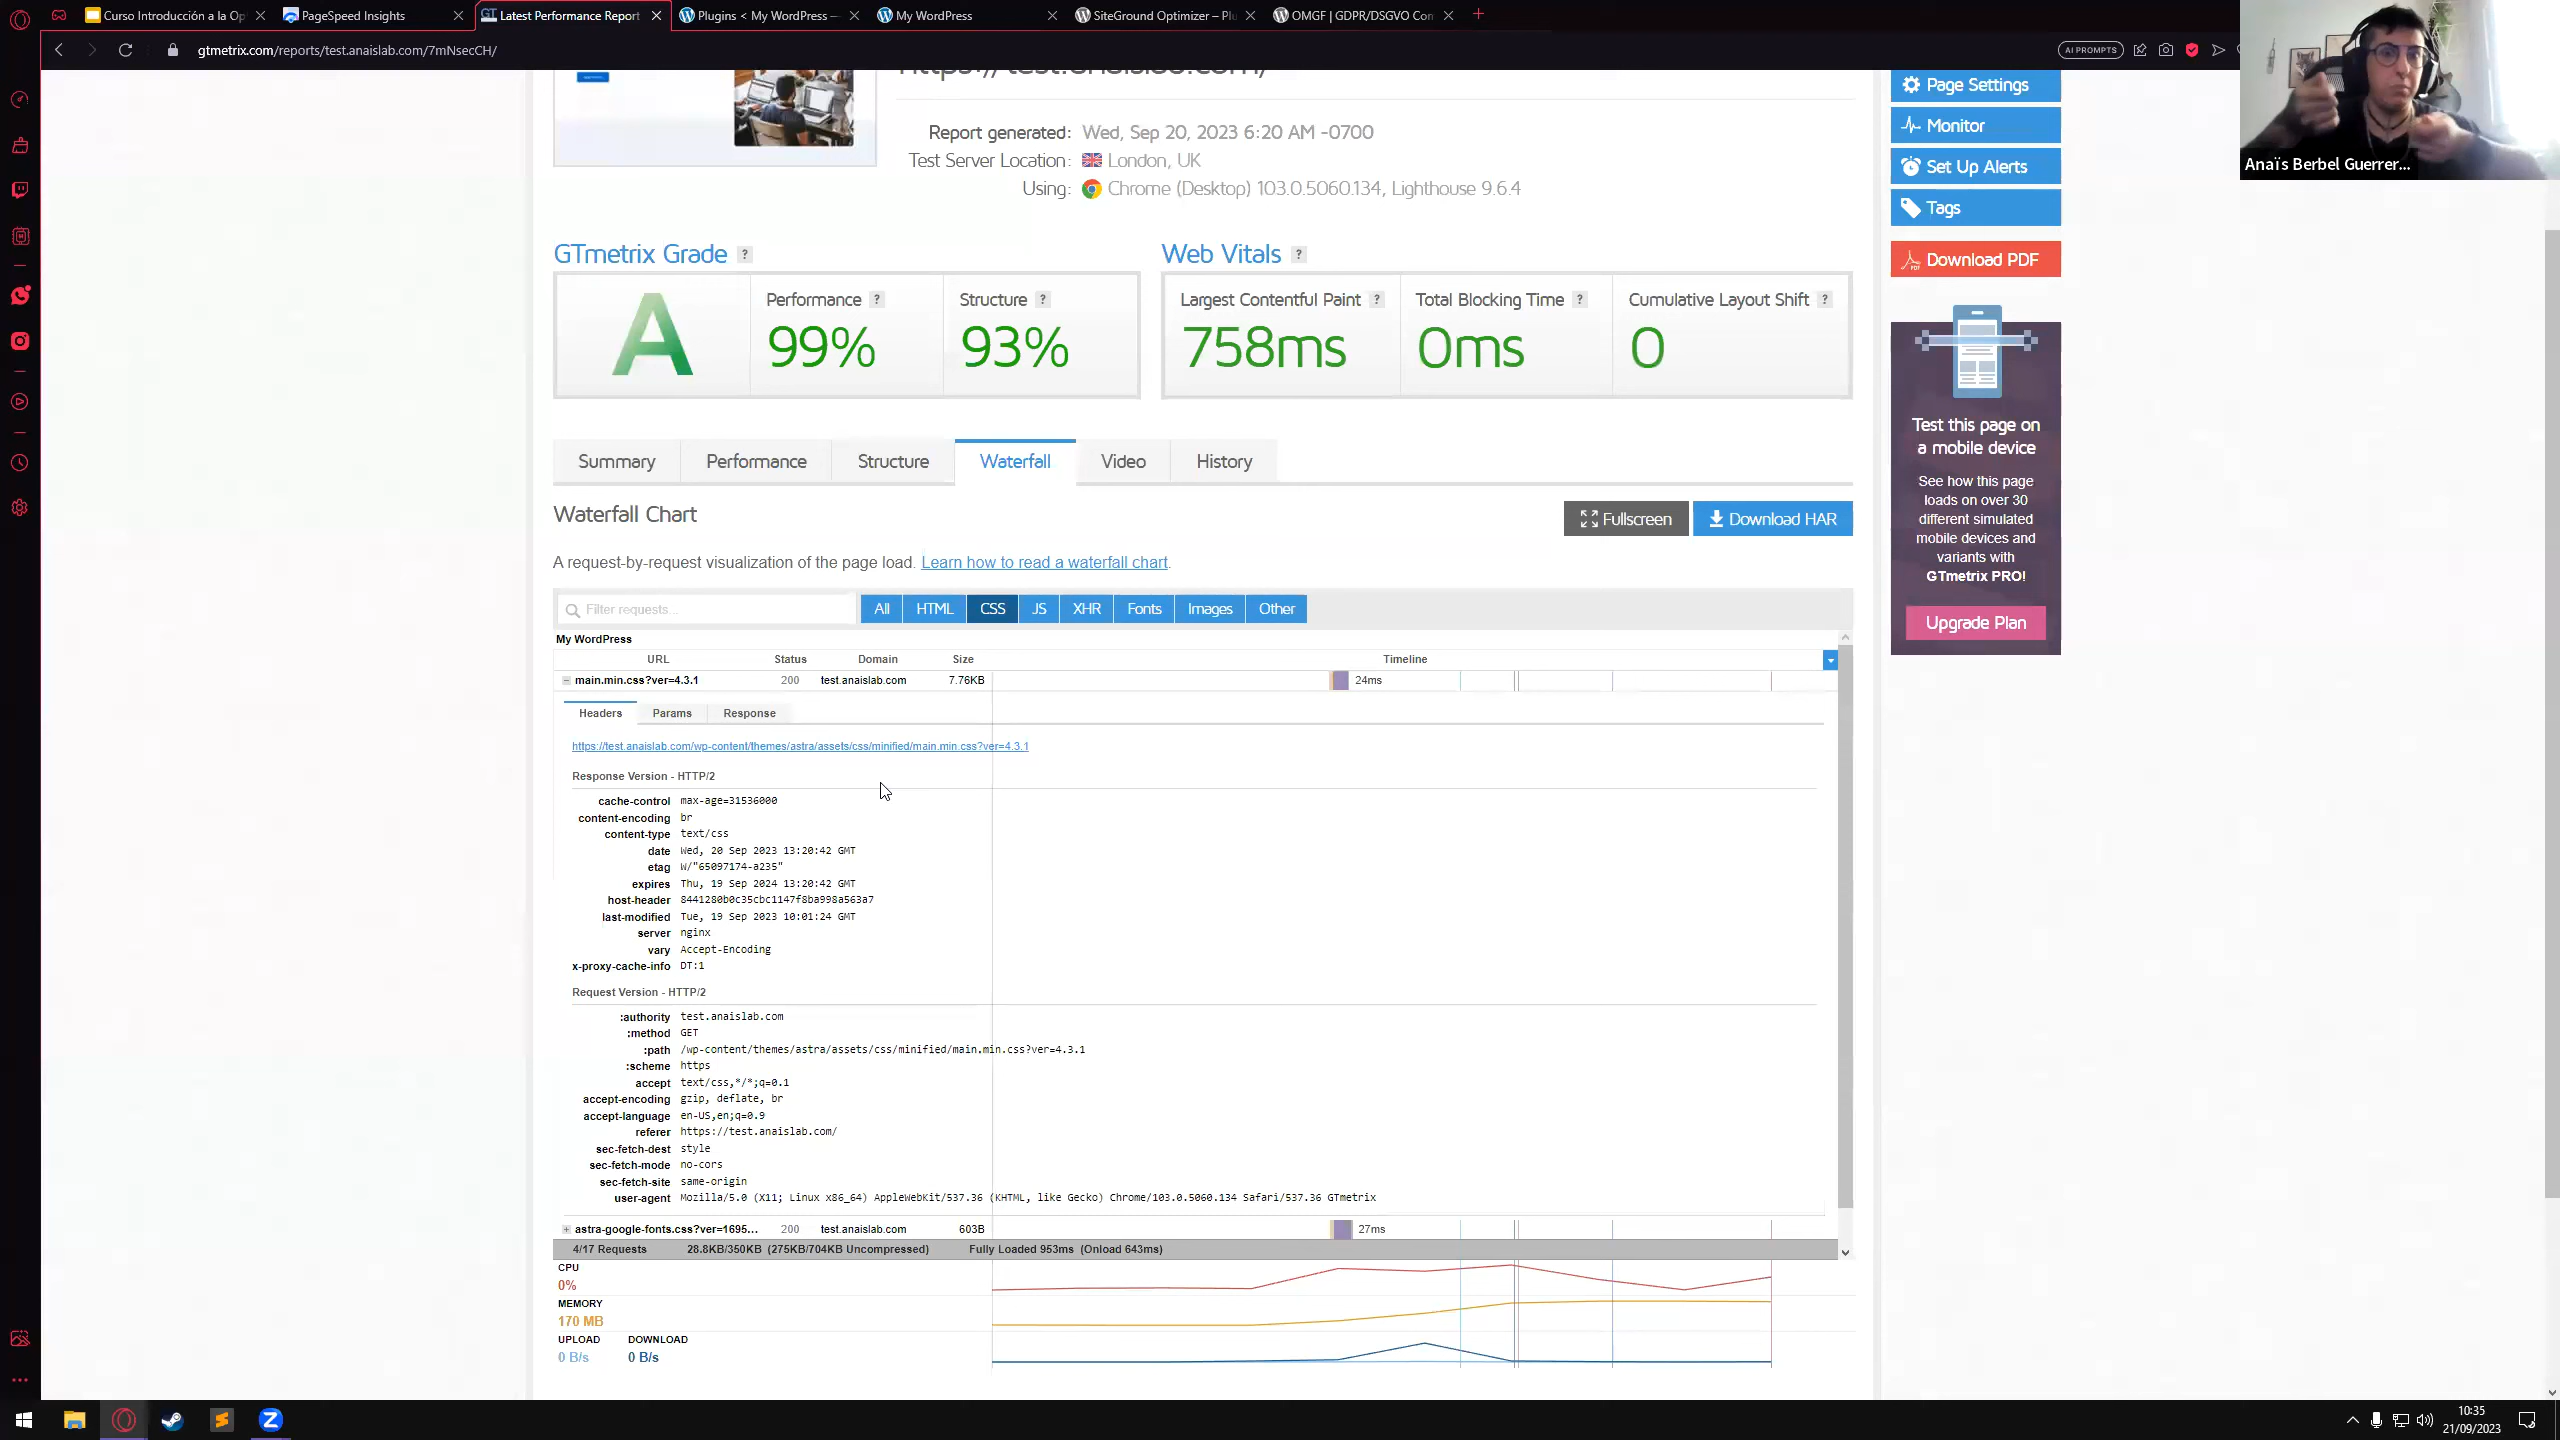 Curso Introducción a la Op
PageSpeed Insights
Latest Performance Report
Plugins < My WordPress —
My WordPress
SiteGround Optimizer – Plu
OMGF | GDPR/DSGVO Com
gtmetrix.com/reports/test.anaislab.com/7mNsecCH/
AI PROMPTS
Anaïs Berbel Guerrer...
Page Settings
Monitor
Set Up Alerts
Tags
Download PDF
Report generated: Wed, Sep 20, 2023 6:20 AM -0700
Test Server Location: London, UK
Using: Chrome (Desktop) 103.0.5060.134, Lighthouse 9.6.4
GTmetrix Grade ?
Web Vitals ?
A
Performance ?
99%
Structure ?
93%
Largest Contentful Paint ?
758ms
Total Blocking Time ?
0ms
Cumulative Layout Shift ?
0
Test this page on
a mobile device
See how this page
loads on over 30
different simulated
mobile devices and
variants with
GTmetrix PRO!
Upgrade Plan
Summary Performance Structure Waterfall Video History
Waterfall Chart
Fullscreen
Download HAR
A request-by-request visualization of the page load. Learn how to read a waterfall chart.
Filter requests ...
All HTML CSS JS XHR Fonts Images Other
My WordPress
URL Status Domain Size Timeline
main.min.css?ver=4.3.1 200 test.anaislab.com 7.76KB 24ms
Headers Params Response
https://test.anaislab.com/wp-content/themes/astra/assets/css/minified/main.min.css?ver=4.3.1
Response Version - HTTP/2
cache-control max-age=31536000
content-encoding br
content-type text/css
date Wed, 20 Sep 2023 13:20:42 GMT
etag W/"65097174-a235"
expires Thu, 19 Sep 2024 13:20:42 GMT
host-header 8441280b0c35cbc1147f8ba998a563a7
last-modified Tue, 19 Sep 2023 10:01:24 GMT
server nginx
vary Accept-Encoding
x-proxy-cache-info DT:1
Request Version - HTTP/2
:authority test.anaislab.com
:method GET
:path /wp-content/themes/astra/assets/css/minified/main.min.css?ver=4.3.1
:scheme https
accept text/css,*/*;q=0.1
accept-encoding gzip, deflate, br
accept-language en-US,en;q=0.9
referer https://test.anaislab.com/
sec-fetch-dest style
sec-fetch-mode no-cors
sec-fetch-site same-origin
user-agent Mozilla/5.0 (X11; Linux x86_64) AppleWebKit/537.36 (KHTML, like Gecko) Chrome/103.0.5060.134 Safari/537.36 GTmetrix
astra-google-fonts.css?ver=1695... 200 test.anaislab.com 603B 27ms
4/17 Requests 28.8KB/350KB (275KB/704KB Uncompressed) Fully Loaded 953ms (Onload 643ms)
CPU
0%
MEMORY
170 MB
UPLOAD DOWNLOAD
0 B/s 0 B/s
10:35
21/09/2023